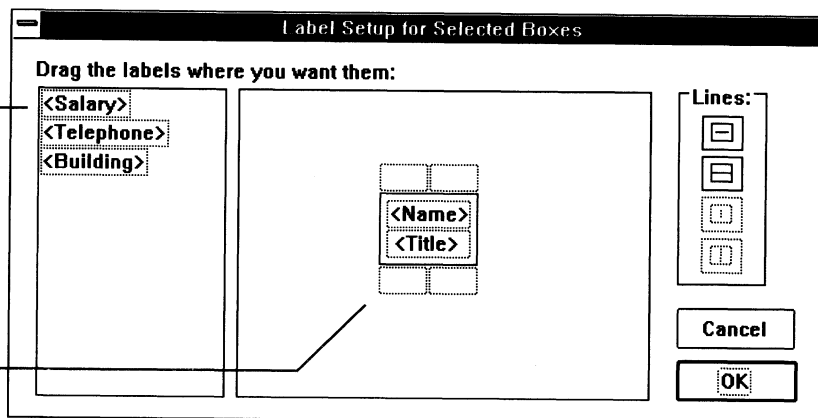 Label Setup for Selected Boxes
Drag the labels where you want them:
<Salary>
<Telephone>
<Building>
<Name>
<Title>
Lines:
Cancel
OK